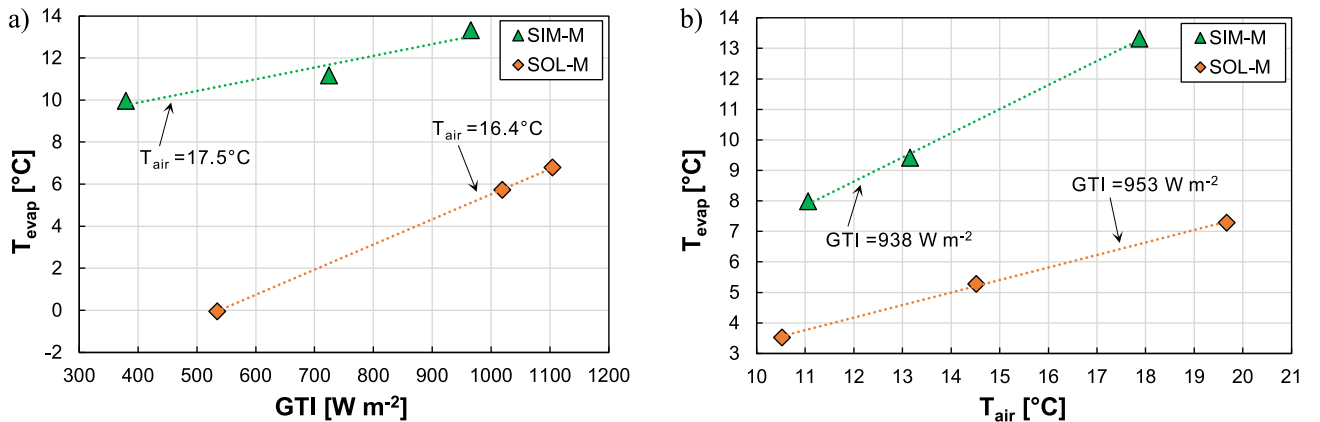 a)
T_evap [°C]
14
12
10
8
6
4
2
0
-2
300 400 500 600 700 800 900 1000 1100 1200
GTI [W m-2]
SIM-M
SOL-M
T_air =17.5°C
T_air =16.4°C
b)
T_evap [°C]
14
13
12
11
10
9
8
7
6
5
4
3
10 11 12 13 14 15 16 17 18 19 20 21
T_air [°C]
SIM-M
SOL-M
GTI =953 W m-2
GTI =938 W m-2